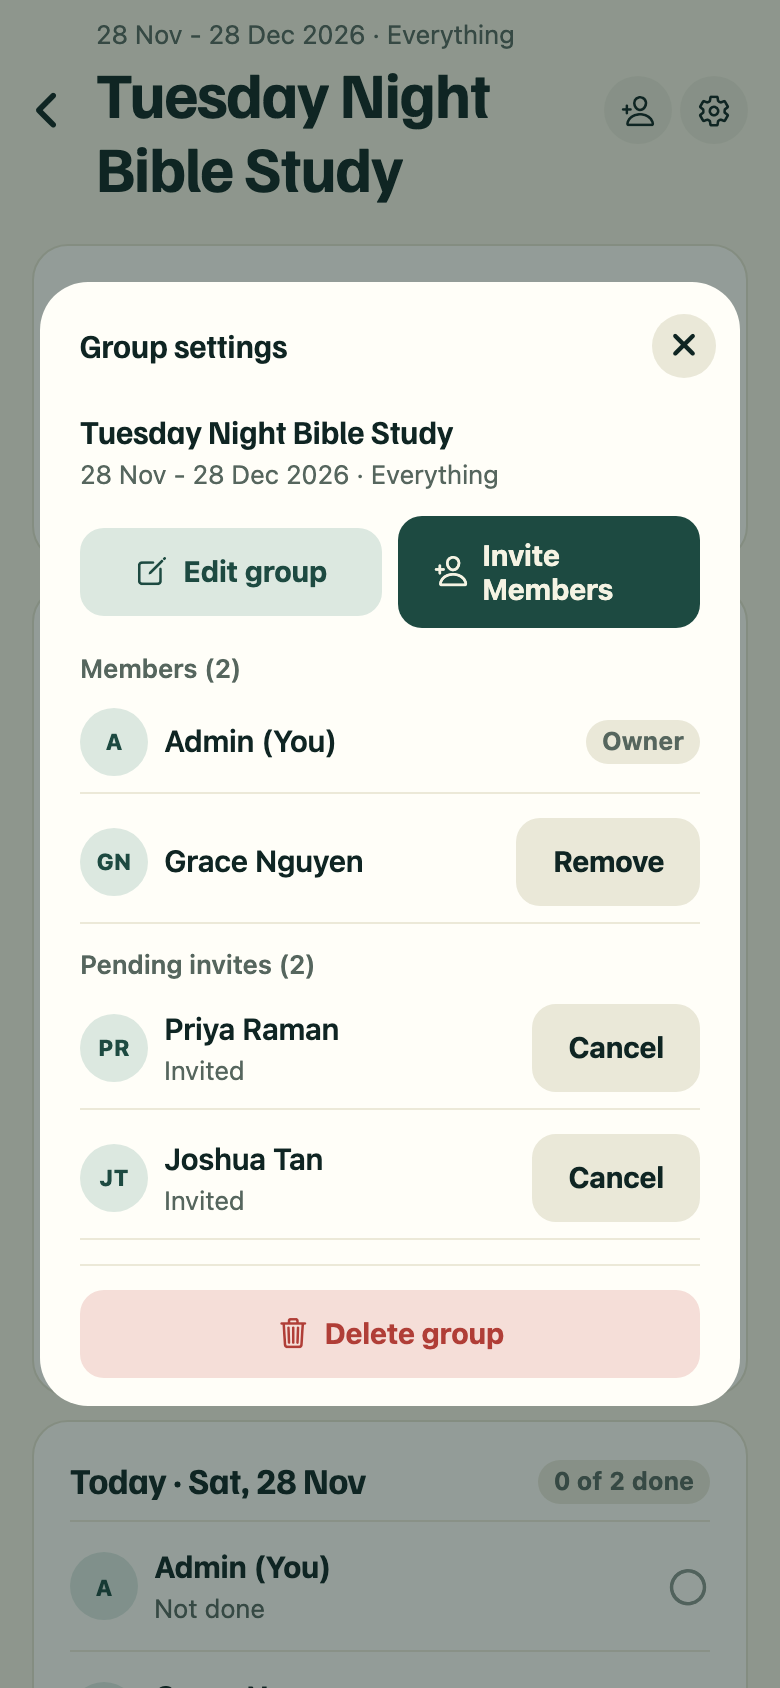 28 Nov - 28 Dec 2026 · Everything
Tuesday Night
Bible Study
Group settings
Tuesday Night Bible Study
28 Nov - 28 Dec 2026 · Everything
Edit group
Invite
Members
Members (2)
A
Admin (You)
Owner
GN
Grace Nguyen
Remove
Pending invites (2)
PR
Priya Raman
Invited
Cancel
JT
Joshua Tan
Invited
Cancel
Delete group
Today · Sat, 28 Nov
0 of 2 done
A
Admin (You)
Not done